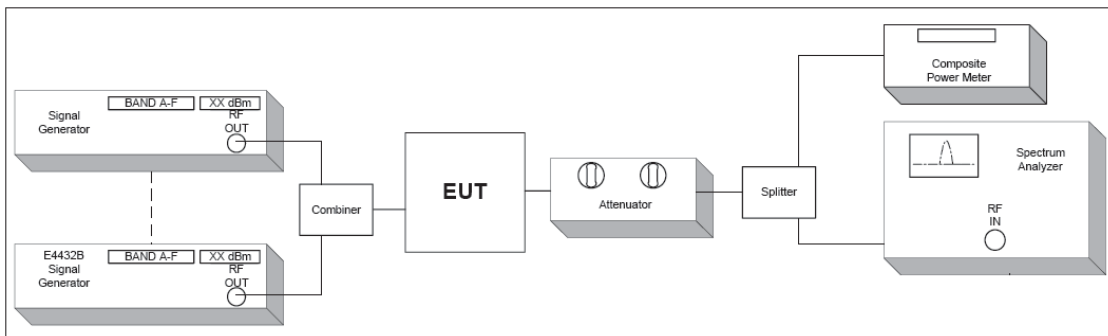 BAND A-F
XX dBm
Signal
Generator
RF
OUT
E4432B
Signal
Generator
BAND A-F
XX dBm
RF
OUT
Combiner
EUT
Attenuator
Splitter
Composite
Power Meter
Spectrum
Analyzer
RF
IN